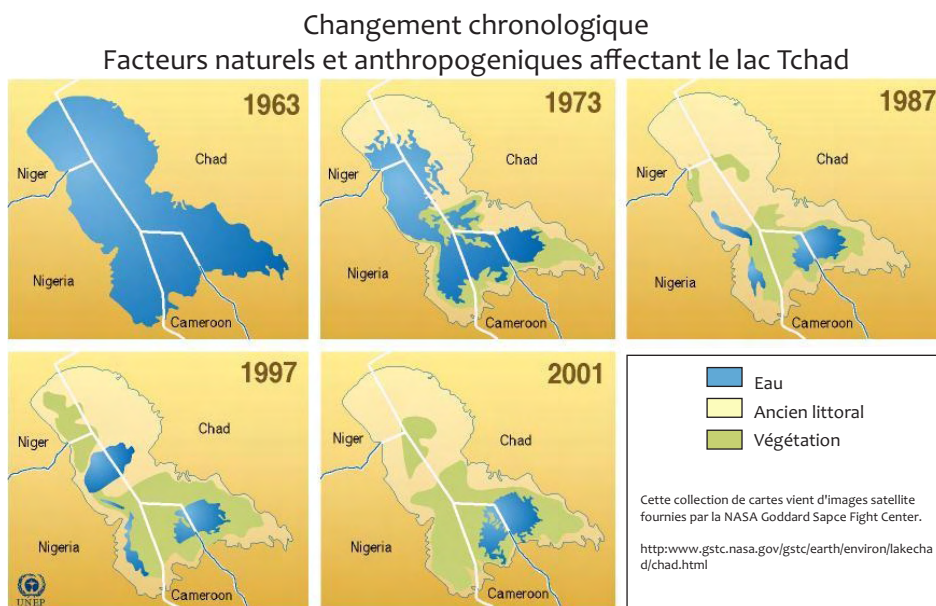 Changement chronologique
Facteurs naturels et anthropogeniques affectant le lac Tchad
1963
Niger
Chad
Nigeria
Cameroon
1973
Niger
Chad
Nigeria
Cameroon
1987
Niger
Chad
Nigeria
Cameroon
1997
Niger
Chad
Nigeria
Cameroon
UNEP
2001
Niger
Chad
Nigeria
Cameroon
Eau
Ancien littoral
Végétation
Cette collection de cartes vient d'images satellite
fournies par la NASA Goddard Sapce Fight Center.
http:www.gstc.nasa.gov/gstc/earth/environ/lakecha
d/chad.html